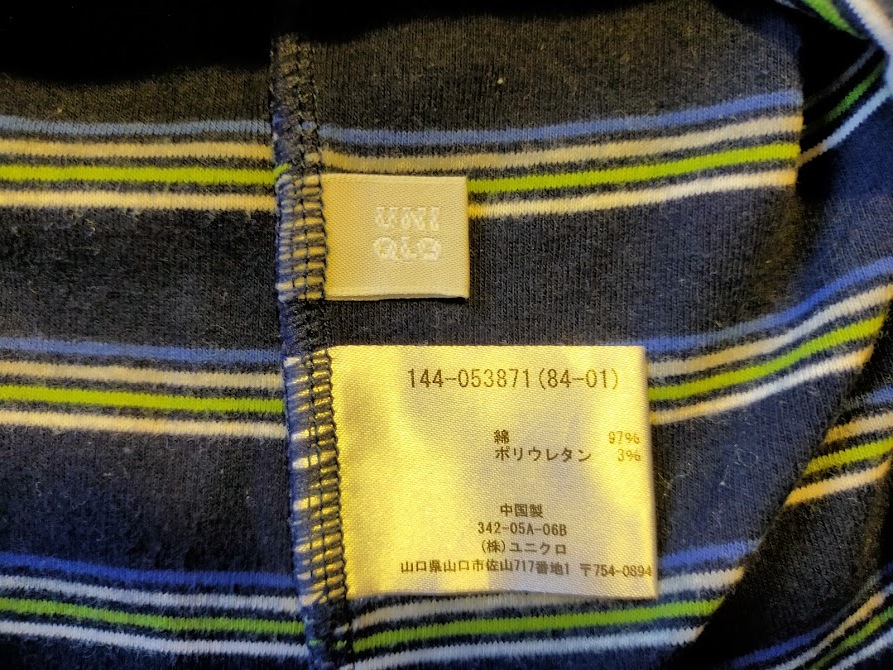 UNI
QLO
144-053871(84-01)
綿 97%
ポリウレタン 3%
中国製
342-05A-06B
(株)ユニクロ
山口県山口市佐山717番地1 〒754-0894